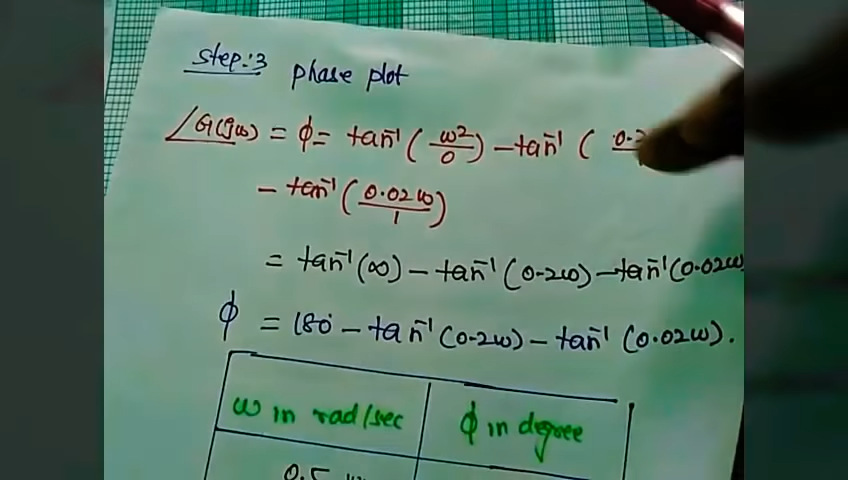 step:3 phase plot
∠G(jω) = ϕ = tan⁻¹(ω²/0) - tan⁻¹(
- tan⁻¹(0.02ω/1)
= tan⁻¹(∞) - tan⁻¹(0.2ω) - tan⁻¹(0.02ω
ϕ = 180° - tan⁻¹(0.2ω) - tan⁻¹(0.02ω).
ω in rad/sec ϕ in degree
0.5